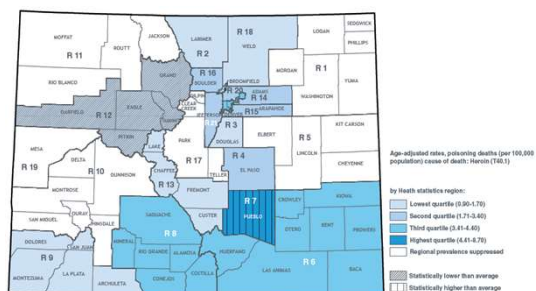 JACKSON
LARIMER
R 2
R 18
WELD
LOGAN
SEDGWICK
PHILLIPS
MOFFAT
R 11
ROUTT
RIO BLANCO
GRAND
R 16
BOULDER
BROOMFIELD
MORGAN
R 1
YUMA
WASHINGTON
R 20
ADAMS
R 14
R15
ARAPAHOE
GARFIELD
R 12
EAGLE
CLEAR
CREEK
PITKIN
LAKE
PARK
R 17
DOUGLAS
R 3
ELBERT
R 5
LINCOLN
KIT CARSON
CHEYENNE
MESA
R 19
DELTA
R 10
GUNNISON
CHAFFEE
R 13
TELLER
R 4
EL PASO
MONTROSE
FREMONT
R 7
PUEBLO
CROWLEY
KIOWA
OURAY
SAN MIGUEL
HINSDALE
SAGUACHE
R 8
CUSTER
OTERO
BENT
PROWERS
DOLORES
SAN JUAN
MINERAL
RIO GRANDE
ALAMOSA
HUERFANO
R 6
R 9
MONTEZUMA
LA PLATA
ARCHULETA
CONEJOS
COSTILLA
LAS ANIMAS
BACA
Age-adjusted rates, poisoning deaths (per 100,000
population) cause of death: Heroin (T40.1)
by Heath statistics region:
Lowest quartile (0.90-1.70)
Second quartile (1.71-3.40)
Third quartile (3.41-4.40)
Highest quartile (4.41-8.70)
Regional prevalence suppressed
Statistically lower than average
Statistically higher than average